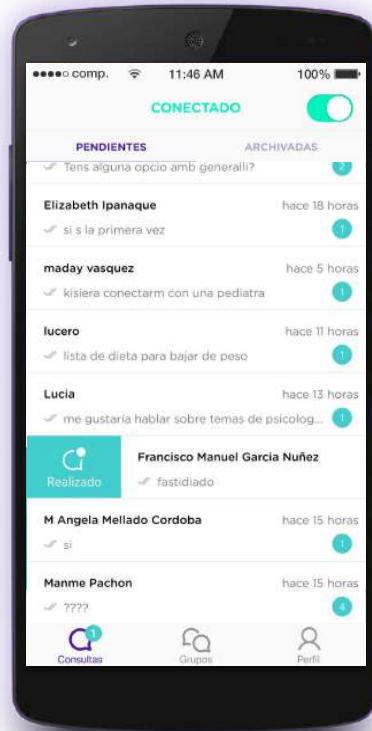 comp. 11:46 AM 100%
CONECTADO
PENDIENTES ARCHIVADAS
Tens alguna opcio amb generalli? 2
Elizabeth Ipanaque hace 18 horas
si s la primera vez 1
maday vasquez hace 5 horas
kisiera conectarm con una pediatra 1
lucero hace 11 horas
lista de dieta para bajar de peso 1
Lucia hace 13 horas
me gustaría hablar sobre temas de psicolog... 1
Francisco Manuel Garcia Nuñez
Realizado fastidiado
M Angela Mellado Cordoba hace 15 horas
si 1
Manme Pachon hace 15 horas
???? 4
1
Consultas Grupos Perfil